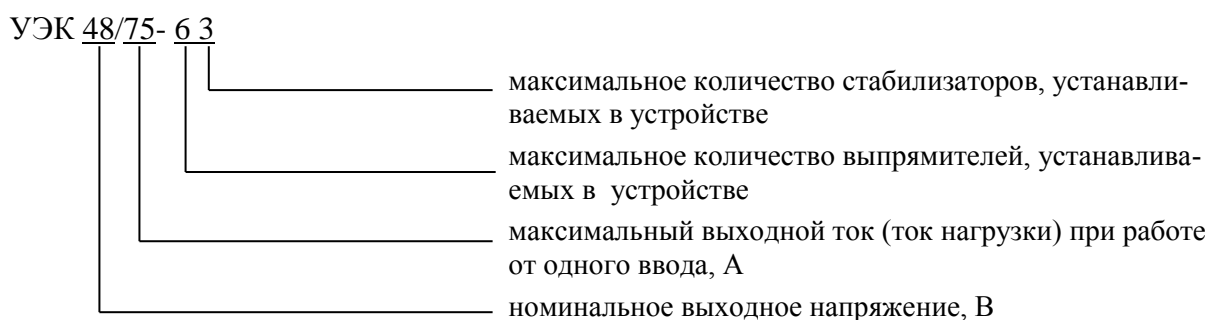 УЭК 48/75- 6 3
максимальное количество стабилизаторов, устанавли-
ваемых в устройстве
максимальное количество выпрямителей, устанавлива-
емых в устройстве
максимальный выходной ток (ток нагрузки) при работе
от одного ввода, А
номинальное выходное напряжение, В